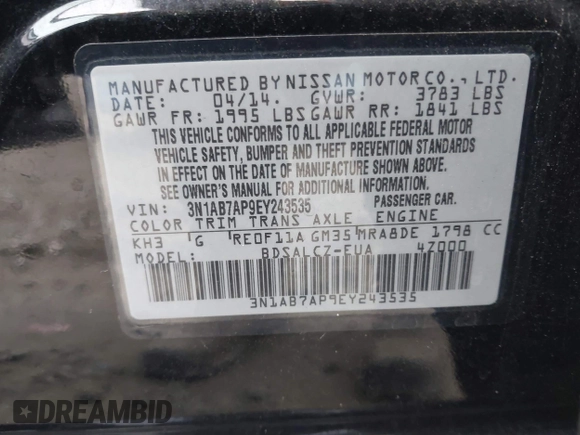 MANUFACTURED BY NISSAN MOTOR CO., LTD.
DATE: 04/14. GVWR: 3783 LBS
GAWR FR: 1995 LBS GAWR RR: 1841 LBS
THIS VEHICLE CONFORMS TO ALL APPLICABLE FEDERAL MOTOR
VEHICLE SAFETY, BUMPER AND THEFT PREVENTION STANDARDS
IN EFFECT ON THE DATE OF MANUFACTURE SHOWN ABOVE.
SEE OWNER'S MANUAL FOR ADDITIONAL INFORMATION.
VIN: 3N1AB7AP9EY243535 PASSENGER CAR.
COLOR TRIM TRANS AXLE ENGINE
KH3 G RE0F11A GM35 MRA8DE 1798 CC
BDSALCZ-EUA 4Z000
3N1AB7AP9EY243535
DREAMBID